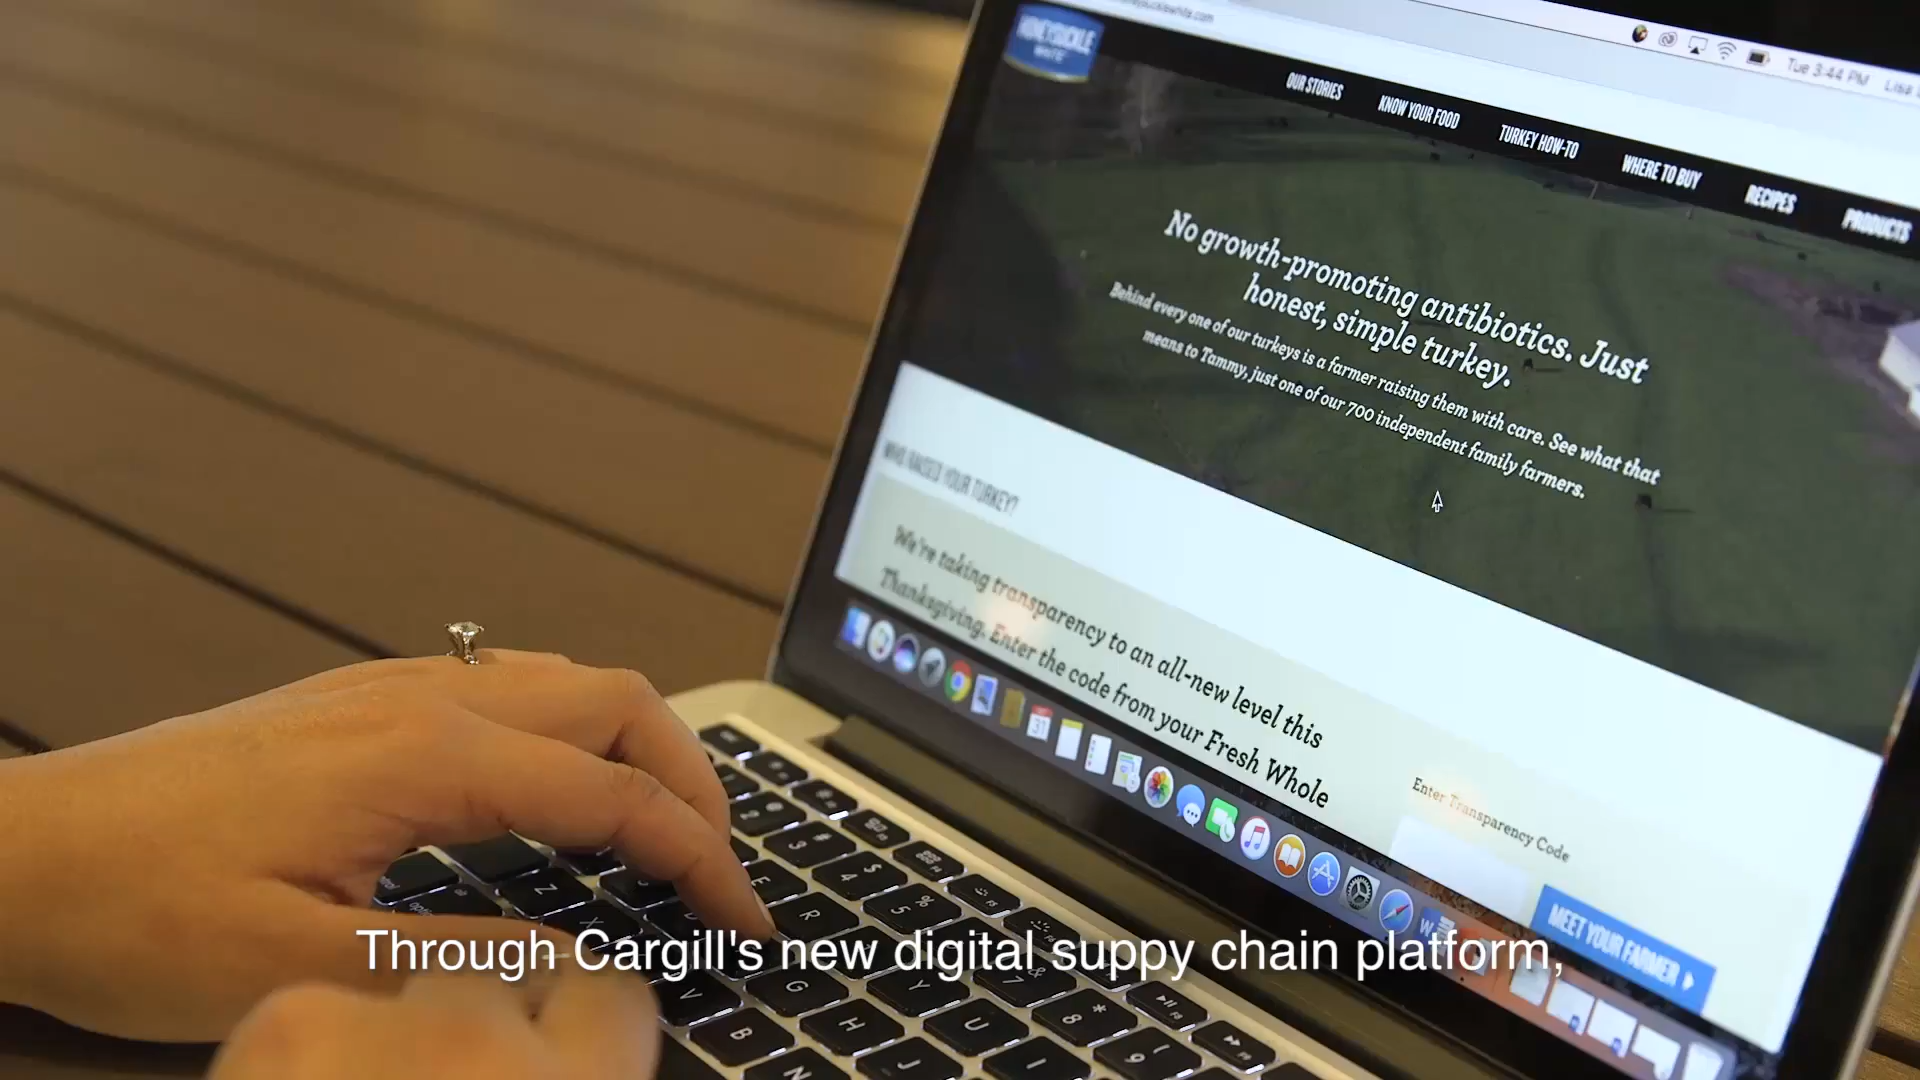 HONEYSUCKLE
WHITE
Tue 3:44 PM Lisa
OUR STORIES
KNOW YOUR FOOD
TURKEY HOW-TO
WHERE TO BUY
RECIPES
PRODUCTS
No growth-promoting antibiotics. Just
honest, simple turkey.
Behind every one of our turkeys is a farmer raising them with care. See what that
means to Tammy, just one of our 700 independent family farmers.
WHO RAISED YOUR TURKEY?
We're taking transparency to an all-new level this
Thanksgiving. Enter the code from your Fresh Whole
Enter Transparency Code
MEET YOUR FARMER
Through Cargill's new digital suppy chain platform,